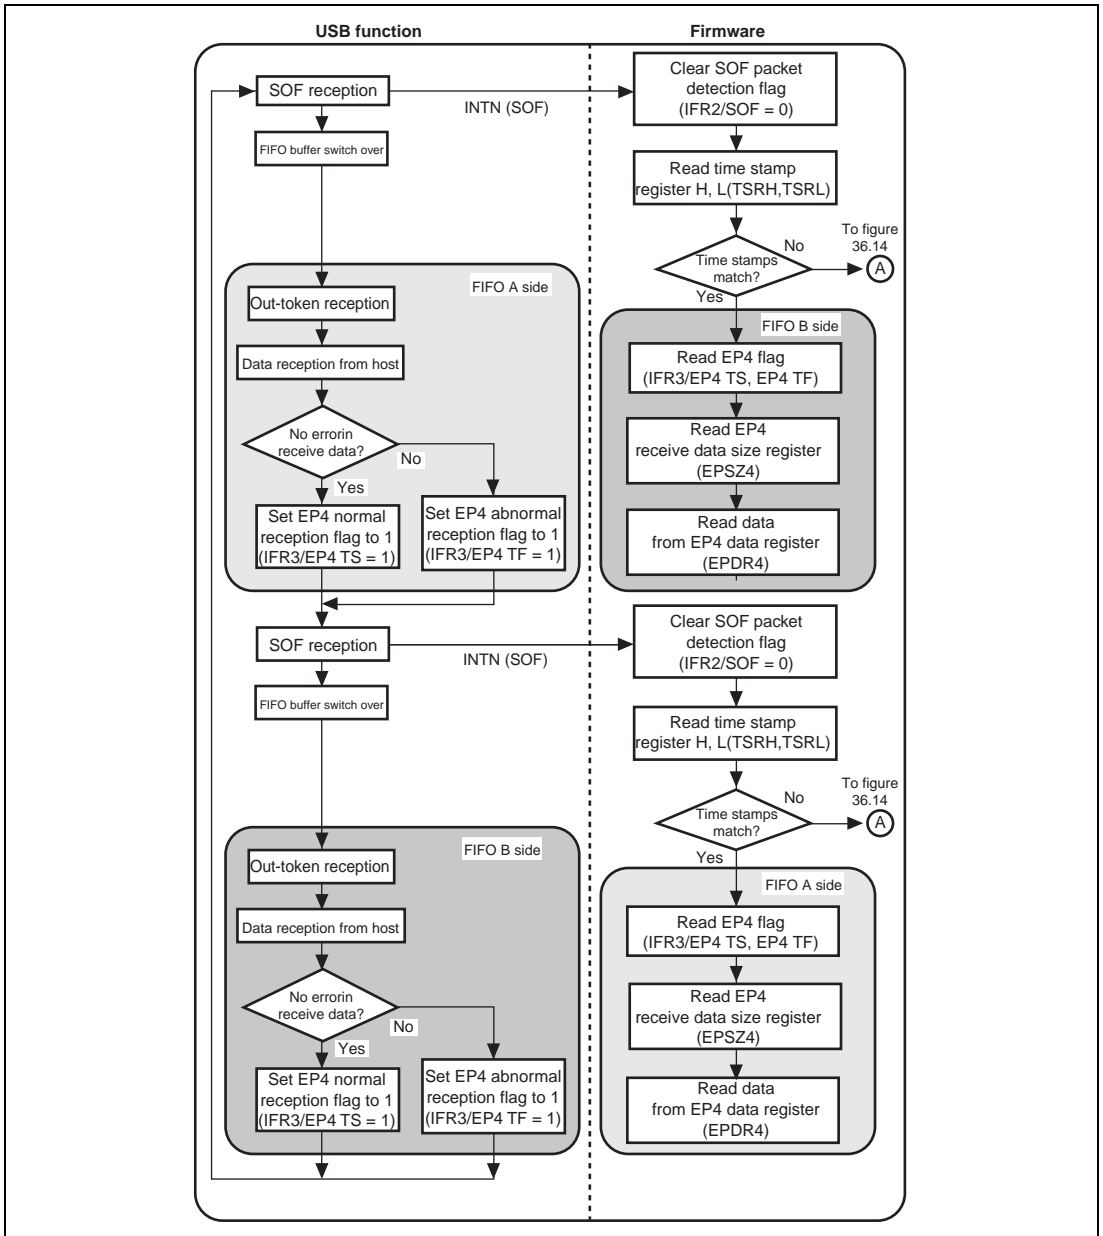 USB function
Firmware
SOF reception
INTN (SOF)
Clear SOF packet
detection flag
(IFR2/SOF = 0)
FIFO buffer switch over
Read time stamp
register H, L(TSRH,TSRL)
To figure
36.14
Time stamps
match?
No
A
Yes
FIFO A side
Out-token reception
Data reception from host
No errorin
receive data?
No
Yes
Set EP4 normal
reception flag to 1
(IFR3/EP4 TS = 1)
Set EP4 abnormal
reception flag to 1
(IFR3/EP4 TF = 1)
FIFO B side
Read EP4 flag
(IFR3/EP4 TS, EP4 TF)
Read EP4
receive data size register
(EPSZ4)
Read data
from EP4 data register
(EPDR4)
SOF reception
INTN (SOF)
Clear SOF packet
detection flag
(IFR2/SOF = 0)
FIFO buffer switch over
Read time stamp
register H, L(TSRH,TSRL)
To figure
36.14
Time stamps
match?
No
A
Yes
FIFO B side
Out-token reception
Data reception from host
No errorin
receive data?
No
Yes
Set EP4 normal
reception flag to 1
(IFR3/EP4 TS = 1)
Set EP4 abnormal
reception flag to 1
(IFR3/EP4 TF = 1)
FIFO A side
Read EP4 flag
(IFR3/EP4 TS, EP4 TF)
Read EP4
receive data size register
(EPSZ4)
Read data
from EP4 data register
(EPDR4)